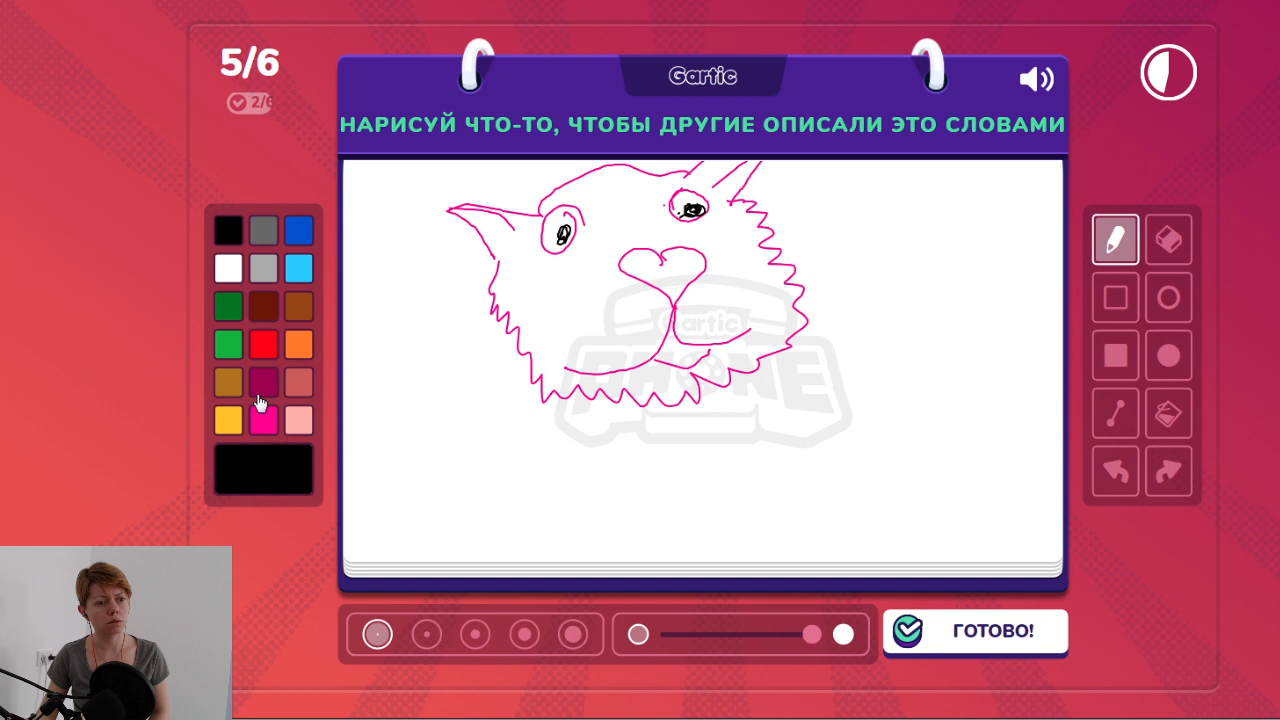 5/6
2/6
Gartic
НАРИСУЙ ЧТО-ТО, ЧТОБЫ ДРУГИЕ ОПИСАЛИ ЭТО СЛОВАМИ
Gartic
PHONE
ГОТОВО!